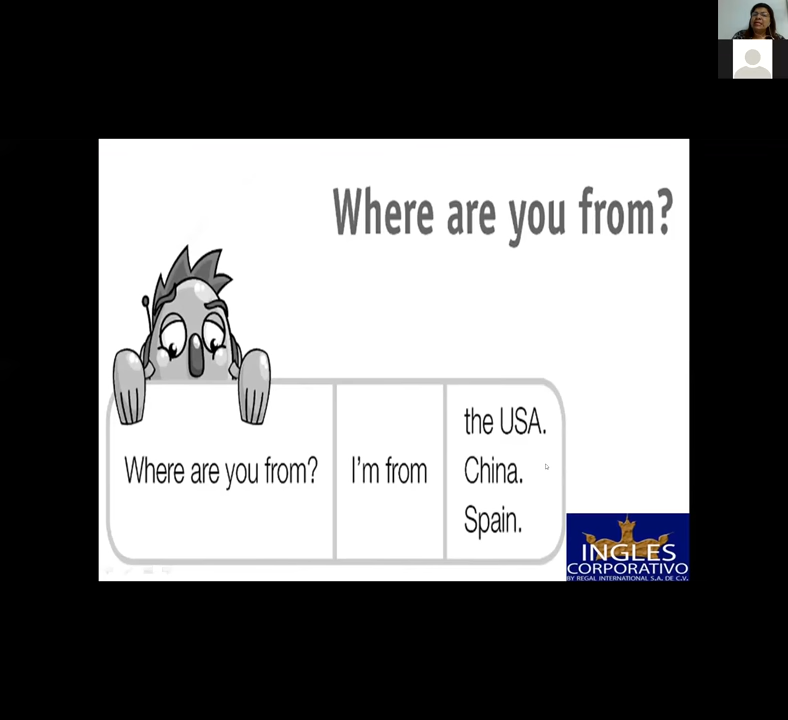 Where are you from?
Where are you from?
I'm from
the USA.
China.
Spain.
INGLES
CORPORATIVO
BY REGAL INTERNATIONAL S.A. DE C.V.